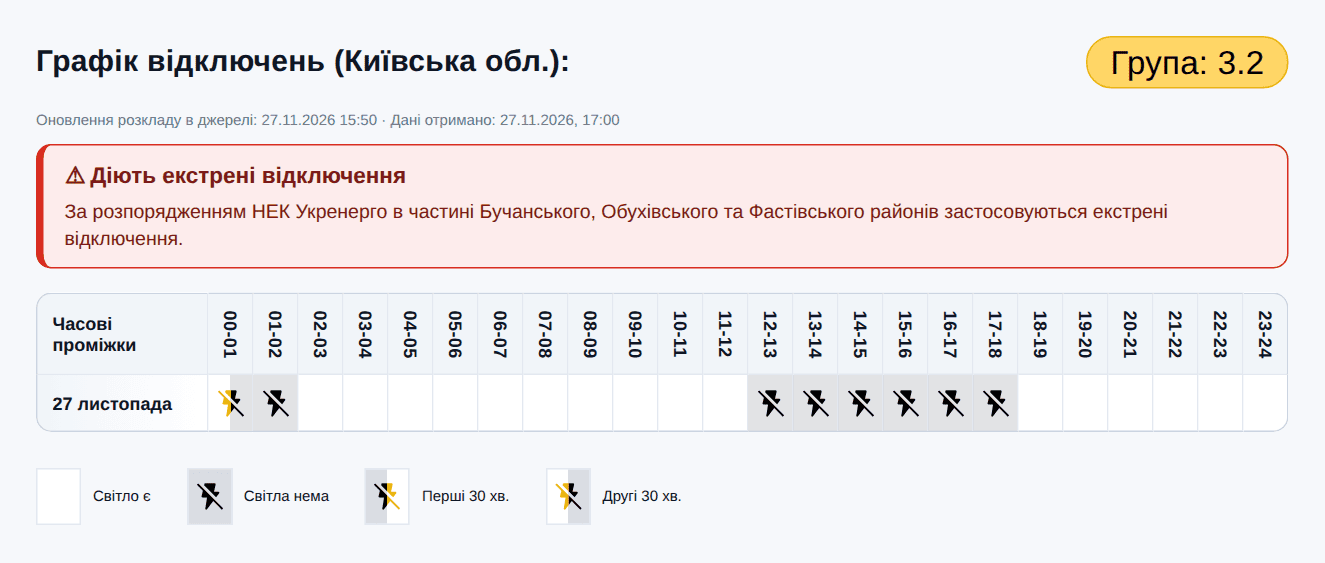 Графік відключень (Київська обл.):
Група: 3.2
Оновлення розкладу в джерелі: 27.11.2026 15:50 · Дані отримано: 27.11.2026, 17:00
⚠ Діють екстрені відключення
За розпорядженням НЕК Укренерго в частині Бучанського, Обухівського та Фастівського районів застосовуються екстрені
відключення.
Часові
проміжки
00-01 01-02 02-03 03-04 04-05 05-06 06-07 07-08 08-09 09-10 10-11 11-12 12-13 13-14 14-15 15-16 16-17 17-18 18-19 19-20 20-21 21-22 22-23 23-24
27 листопада
Світло є Світла нема Перші 30 хв. Другі 30 хв.